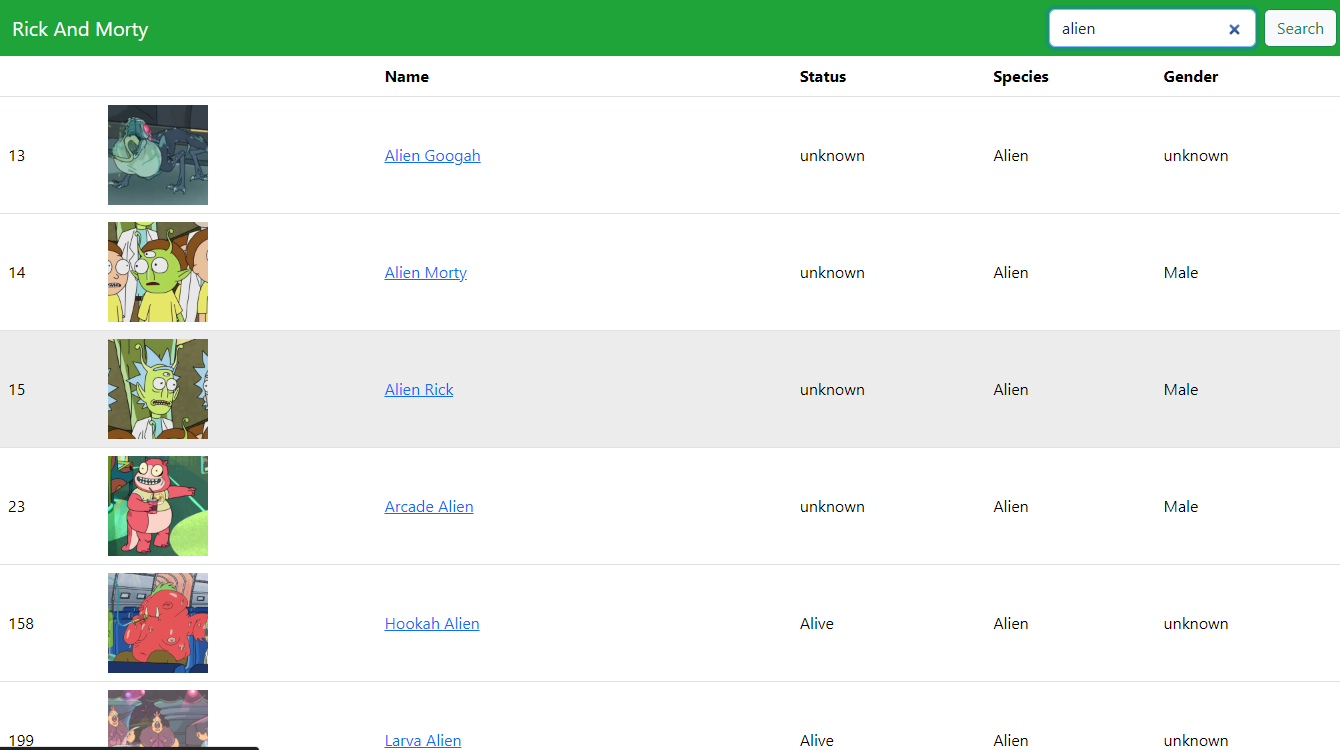 Rick And Morty alien Search
Name Status Species Gender
13 Alien Googah unknown Alien unknown
14 Alien Morty unknown Alien Male
15 Alien Rick unknown Alien Male
23 Arcade Alien unknown Alien Male
158 Hookah Alien Alive Alien unknown
199 Larva Alien Alive Alien unknown